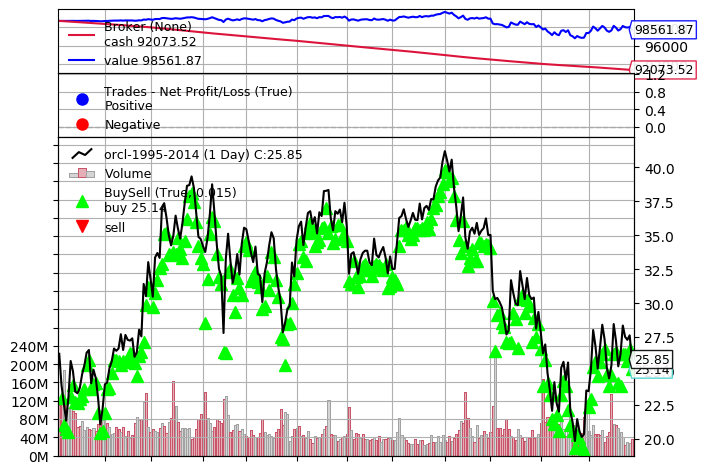 Broker (None)
cash 92073.52
value 98561.87
98561.87
96000
92073.52
Trades - Net Profit/Loss (True)
Positive
Negative
1.2
0.8
0.4
0.0
orcl-1995-2014 (1 Day) C:25.85
Volume
BuySell (True, 0.015)
buy 25.14
sell
40.0
37.5
35.0
32.5
30.0
27.5
25.85
25.14
22.5
20.0
240M
200M
160M
120M
80M
40M
0M